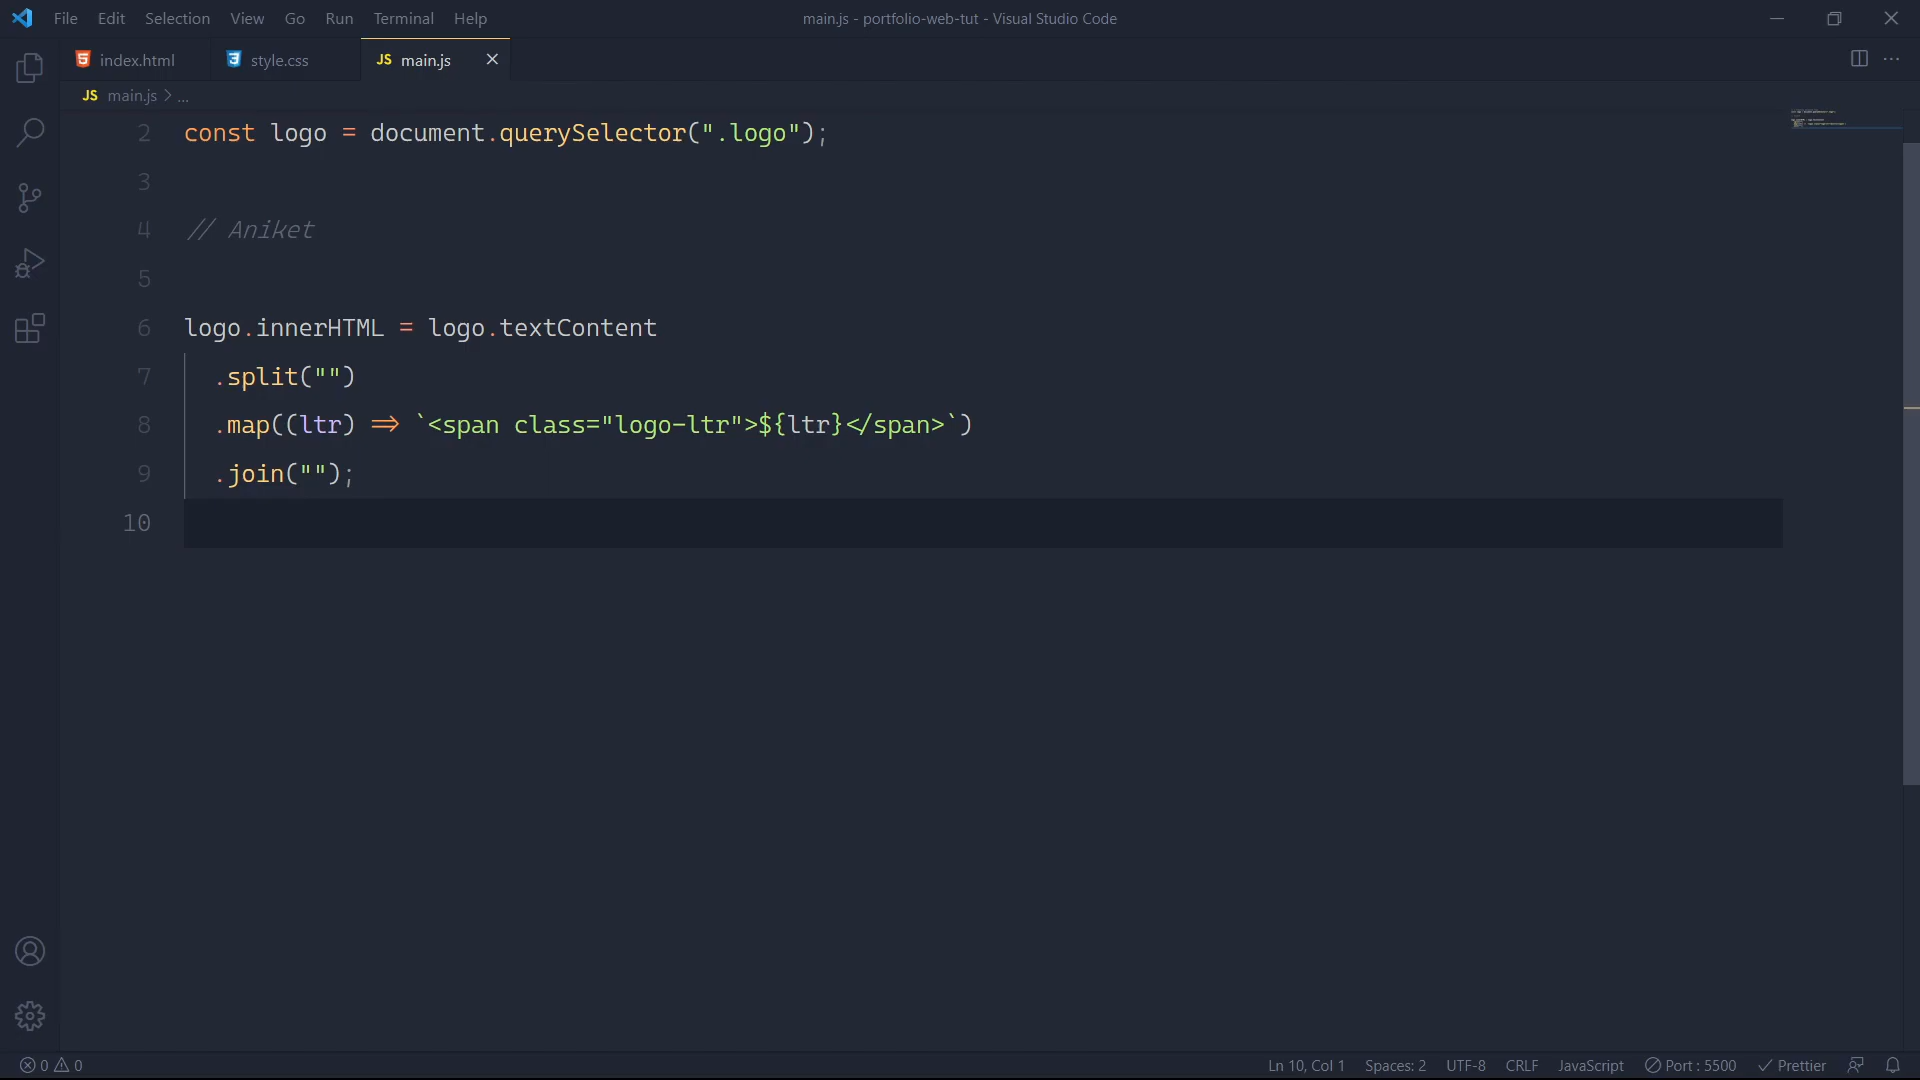 File Edit Selection View Go Run Terminal Help main.js - portfolio-web-tut - Visual Studio Code
index.html style.css JS main.js
JS main.js > ...
2 const logo = document.querySelector(".logo");
3
4 // Aniket
5
6 logo.innerHTML = logo.textContent
7 .split("")
8 .map((ltr) => `<span class="logo-ltr">${ltr}</span>`)
9 .join("");
10
0 0 Ln 10, Col 1 Spaces: 2 UTF-8 CRLF JavaScript Port : 5500 Prettier